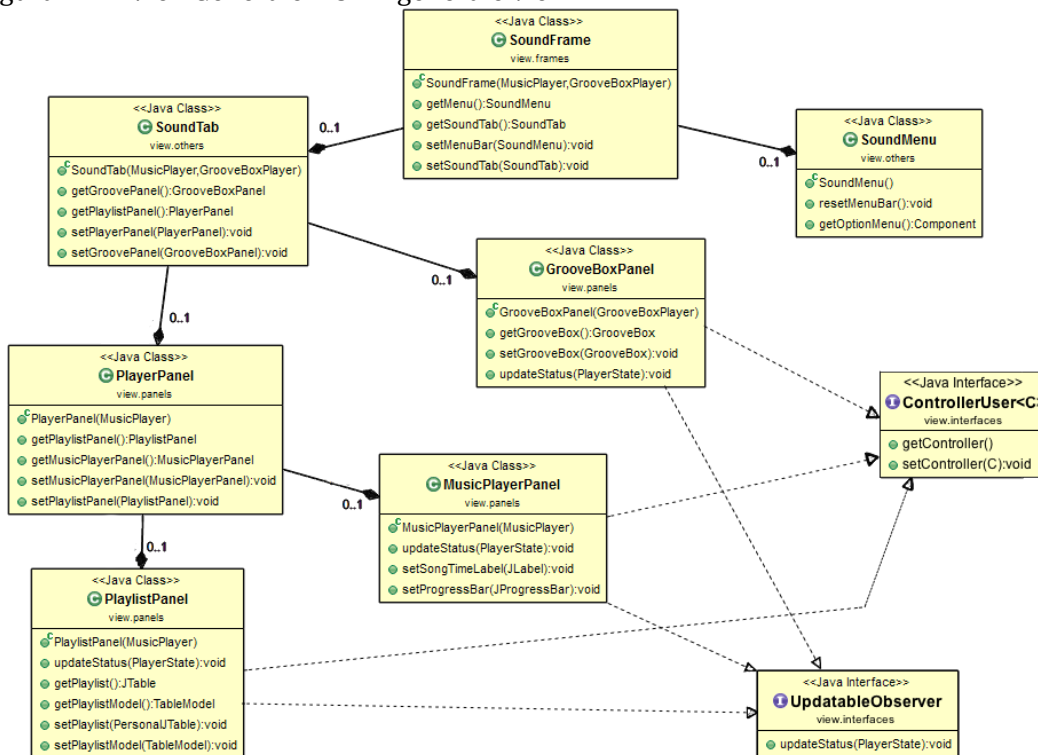 <<Java Class>>
SoundFrame
view.frames
SoundFrame(MusicPlayer,GrooveBoxPlayer)
getMenu():SoundMenu
getSoundTab():SoundTab
setMenuBar(SoundMenu):void
setSoundTab(SoundTab):void
<<Java Class>>
SoundTab
view.others
SoundTab(MusicPlayer,GrooveBoxPlayer)
getGroovePanel():GrooveBoxPanel
getPlaylistPanel():PlayerPanel
setPlayerPanel(PlayerPanel):void
setGroovePanel(GrooveBoxPanel):void
0..1
<<Java Class>>
SoundMenu
view.others
SoundMenu()
resetMenuBar():void
getOptionMenu():Component
0..1
<<Java Class>>
GrooveBoxPanel
view.panels
GrooveBoxPanel(GrooveBoxPlayer)
getGrooveBox():GrooveBox
setGrooveBox(GrooveBox):void
updateStatus(PlayerState):void
0..1
0..1
<<Java Class>>
PlayerPanel
view.panels
PlayerPanel(MusicPlayer)
getPlaylistPanel():PlaylistPanel
getMusicPlayerPanel():MusicPlayerPanel
setMusicPlayerPanel(MusicPlayerPanel):void
setPlaylistPanel(PlaylistPanel):void
<<Java Interface>>
ControllerUser<C>
view.interfaces
getController()
setController(C):void
<<Java Class>>
MusicPlayerPanel
view.panels
MusicPlayerPanel(MusicPlayer)
updateStatus(PlayerState):void
setSongTimeLabel(JLabel):void
setProgressBar(JProgressBar):void
0..1
0..1
<<Java Class>>
PlaylistPanel
view.panels
PlaylistPanel(MusicPlayer)
updateStatus(PlayerState):void
getPlaylist():JTable
getPlaylistModel():TableModel
setPlaylist(PersonalJTable):void
setPlaylistModel(TableModel):void
<<Java Interface>>
UpdatableObserver
view.interfaces
updateStatus(PlayerState):void